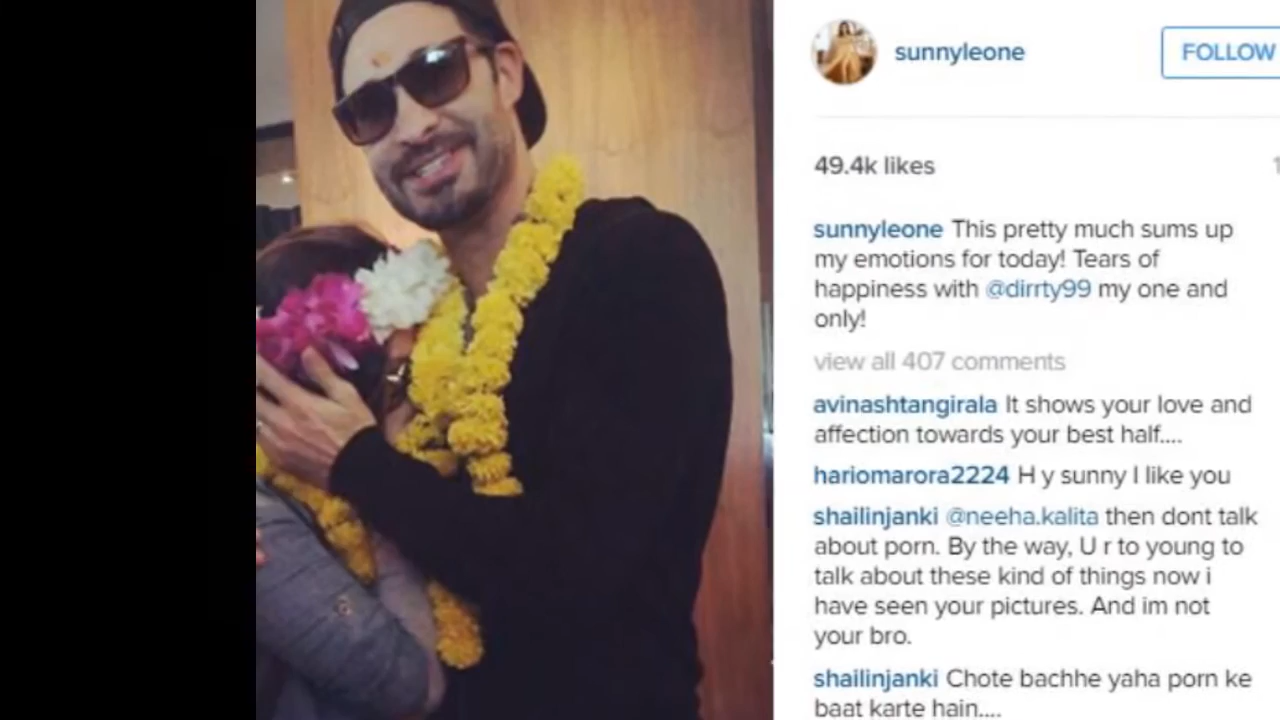 sunnyleone
FOLLOW
49.4k likes
sunnyleone This pretty much sums up
my emotions for today! Tears of
happiness with @dirrty99 my one and
only!
view all 407 comments
avinashtangirala It shows your love and
affection towards your best half....
hariomarora2224 H y sunny I like you
shailinjanki @neeha.kalita then dont talk
about porn. By the way, U r to young to
talk about these kind of things now i
have seen your pictures. And im not
your bro.
shailinjanki Chote bachhe yaha porn ke
baat karte hain....